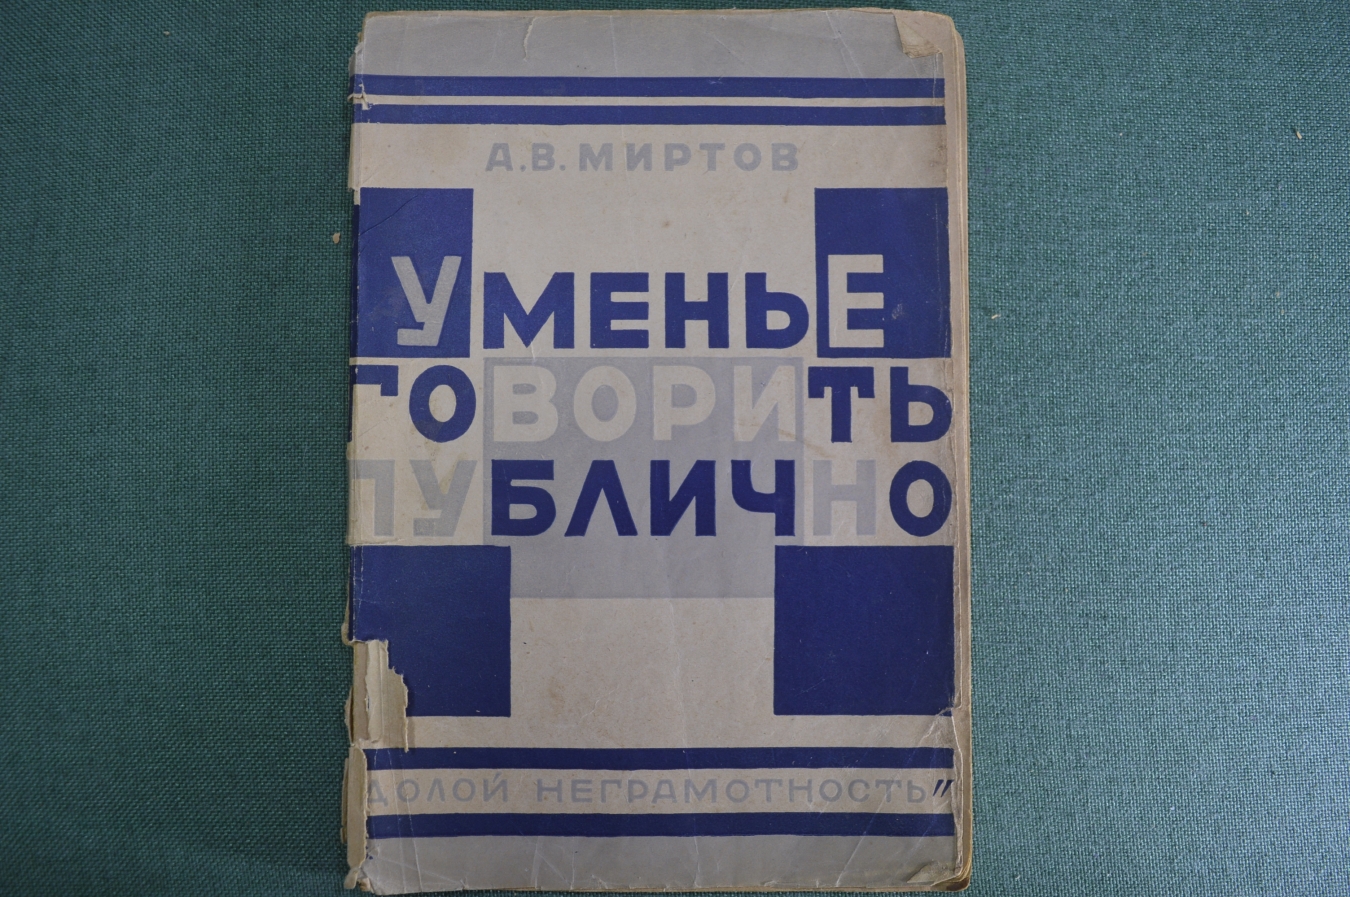 А.В.МИРТОВ
УМЕНЬЕ
ГОВОРИТЬ
ПУБЛИЧНО
ДОЛОЙ НЕГРАМОТНОСТЬ"